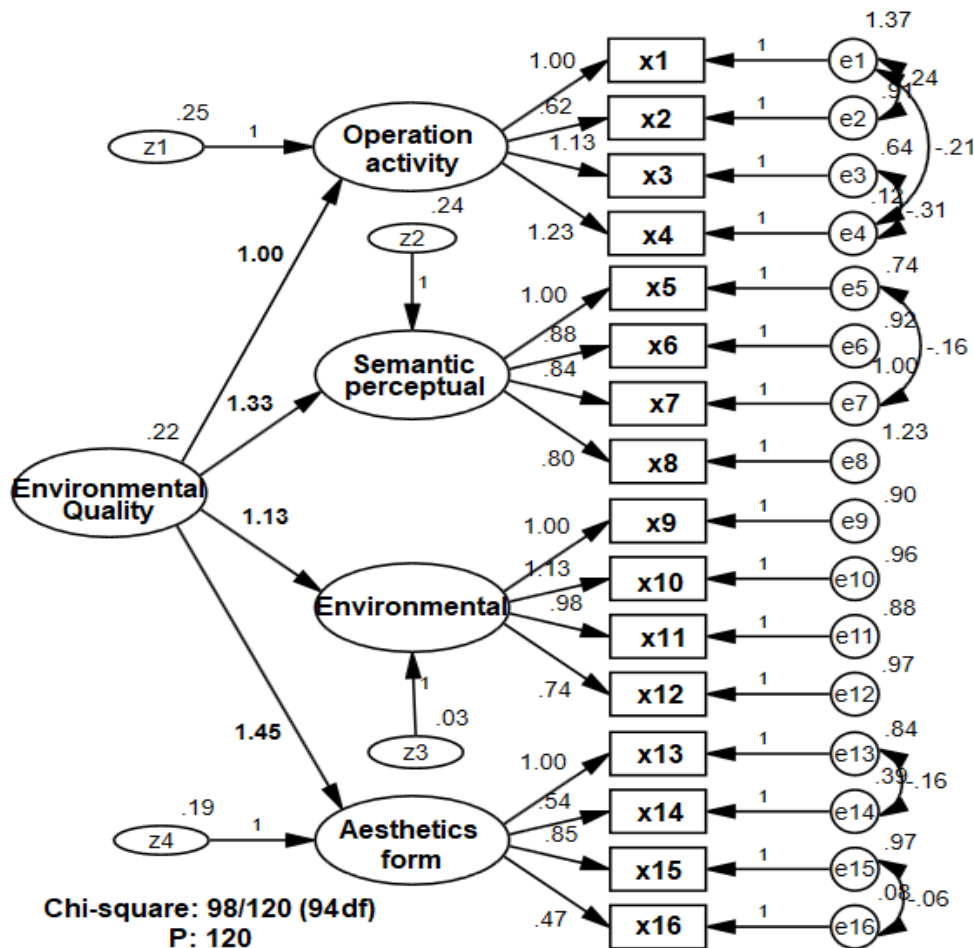 1.37
1.00
x1
1
e1
.24
.25
.62
.91
z1
1
Operation
activity
x2
1
e2
1.13
.64
-.21
x3
1
e3
.24
.12
-.31
z2
1.23
x4
1
e4
1.00
.74
1
1.00
x5
1
e5
.88
.92
-.16
Semantic
perceptual
x6
1
e6
.84
1.00
1.33
x7
1
e7
.22
1.23
.80
x8
1
e8
Environmental
Quality
.90
1.13
1.00
x9
1
e9
1.13
.96
Environmental
x10
1
e10
.98
.88
x11
1
e11
1
.74
.97
.03
x12
1
e12
1.45
z3
.84
1.00
x13
1
e13
.19
.54
.39
-.16
z4
1
Aesthetics
form
x14
1
e14
.85
.97
x15
1
e15
.08
-.06
Chi-square: 98/120 (94df)
P: 120
.47
x16
1
e16